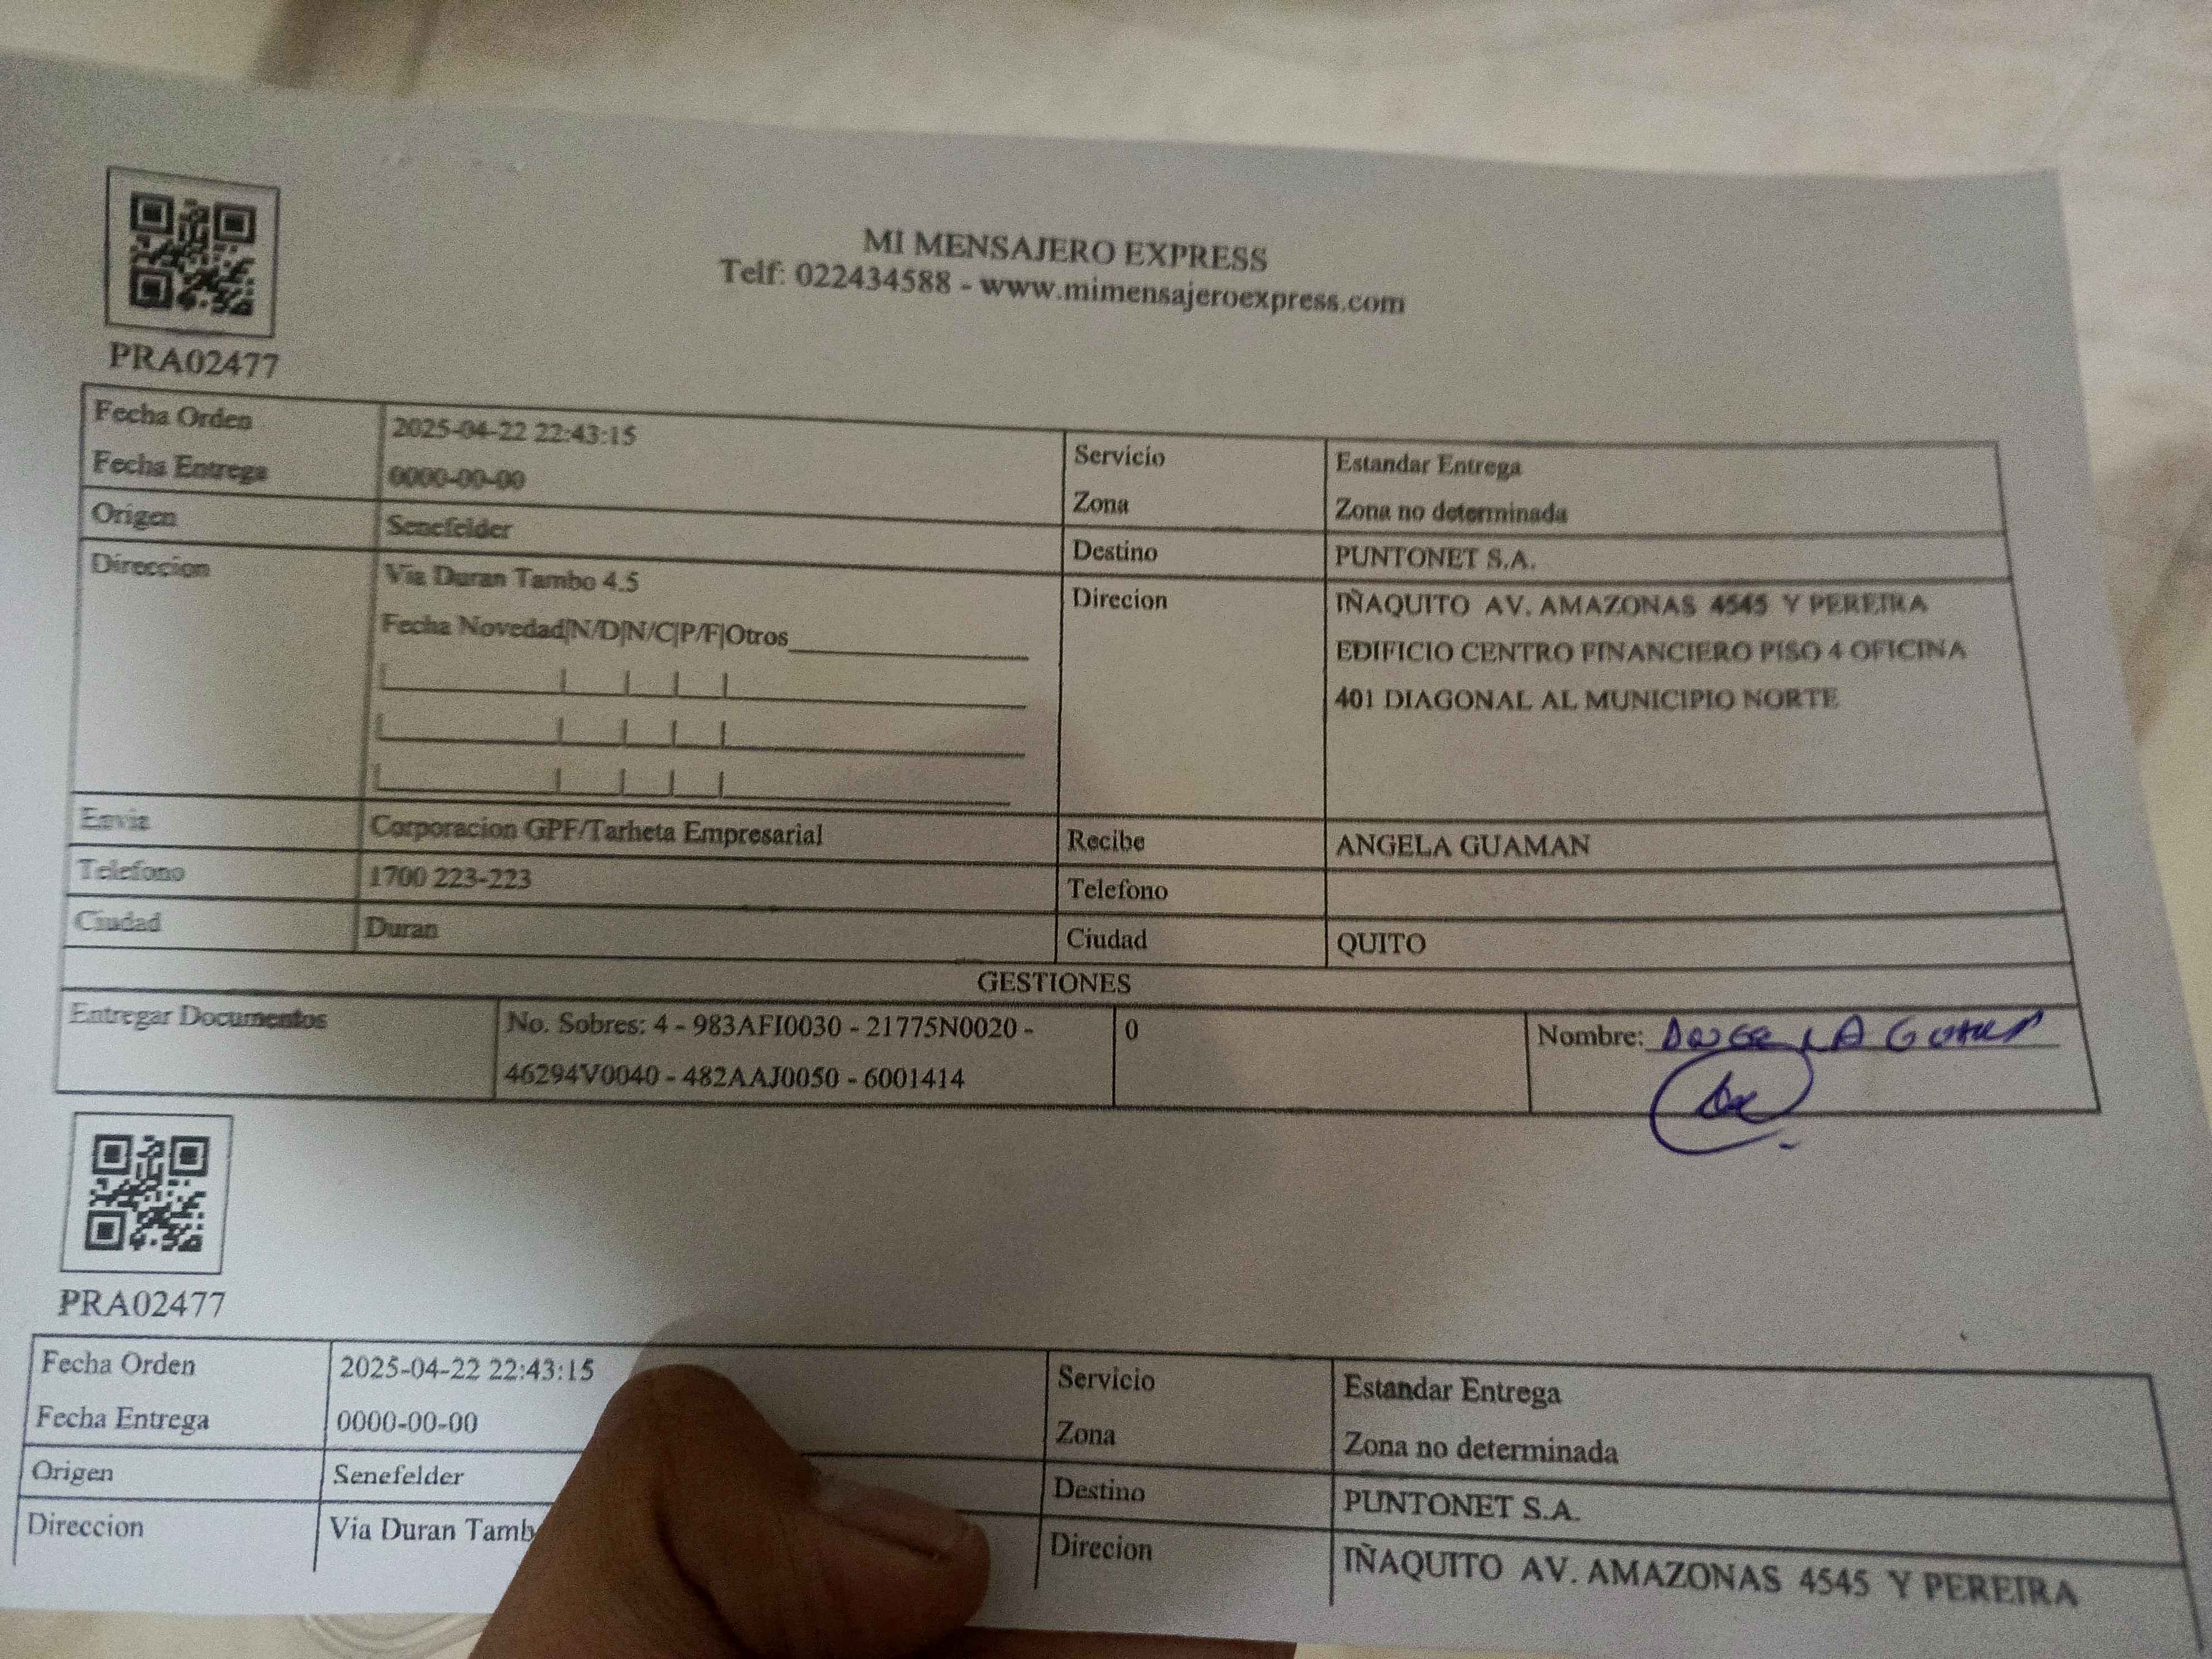 MI MENSAJERO EXPRESS
Telf: 022434588 - www.mimensajeroexpress.com
PRA02477
Fecha Orden 2025-04-22 22:43:15 Servicio Estandar Entrega
Fecha Entrega 0000-00-00 Zona Zona no determinada
Origen Senefelder Destino PUNTONET S.A.
Direccion Via Duran Tambo 4.5 Direcion IÑAQUITO AV. AMAZONAS 4545 Y PEREIRA
Fecha Novedad|N/D|N/C|P/F|Otros EDIFICIO CENTRO FINANCIERO PISO 4 OFICINA
401 DIAGONAL AL MUNICIPIO NORTE
Envia Corporacion GPF/Tarheta Empresarial Recibe ANGELA GUAMAN
Telefono 1700 223-223 Telefono
Ciudad Duran Ciudad QUITO
GESTIONES
Entregar Documentos No. Sobres: 4 - 983AFI0030 - 21775N0020 - 0 Nombre:
46294V0040 - 482AAJ0050 - 6001414
PRA02477
Fecha Orden 2025-04-22 22:43:15 Servicio Estandar Entrega
Fecha Entrega 0000-00-00 Zona Zona no determinada
Origen Senefelder Destino PUNTONET S.A.
Direccion Via Duran Tamb Direcion IÑAQUITO AV. AMAZONAS 4545 Y PEREIRA